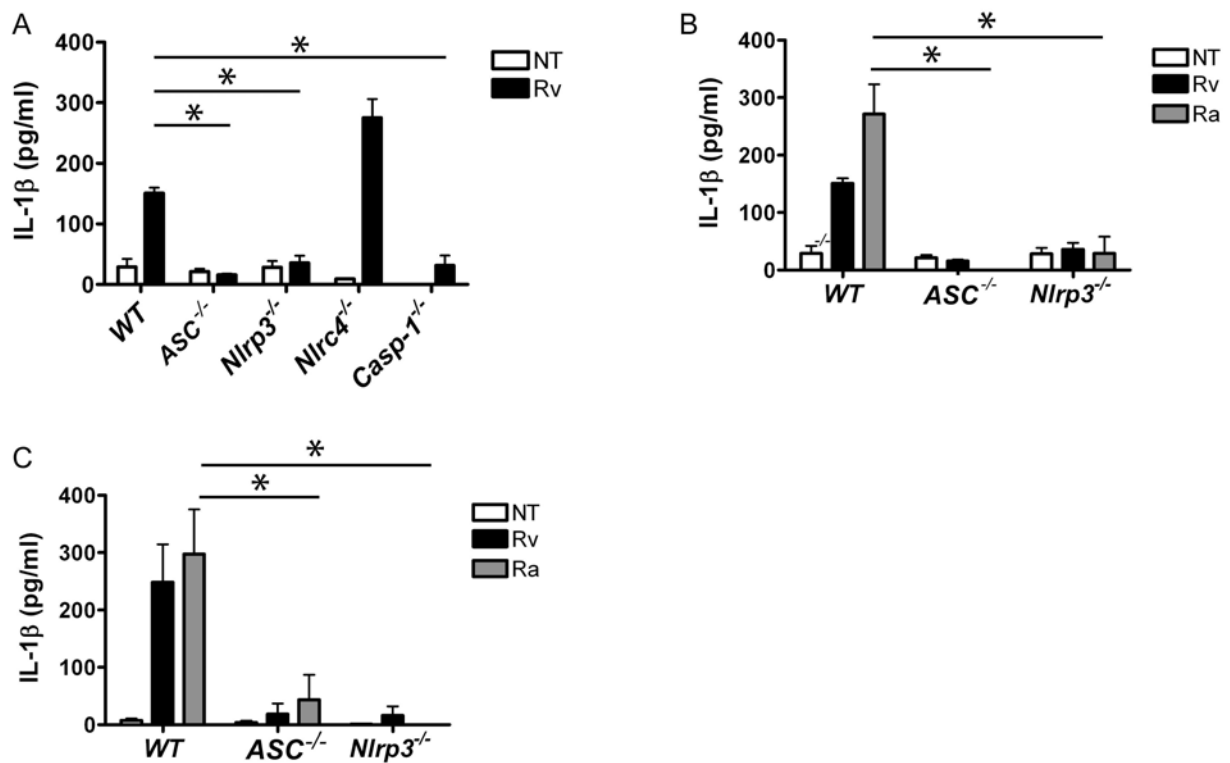 A
IL-1β (pg/ml)
400
300
200
100
0
*
*
*
NT
Rv
WT
ASC-/-
Nlrp3-/-
Nlrc4-/-
Casp-1-/-
B
IL-1β (pg/ml)
400
300
200
100
0
*
*
-/-
NT
Rv
Ra
WT
ASC-/-
Nlrp3-/-
C
IL-1β (pg/ml)
400
300
200
100
0
*
*
NT
Rv
Ra
WT
ASC-/-
Nlrp3-/-